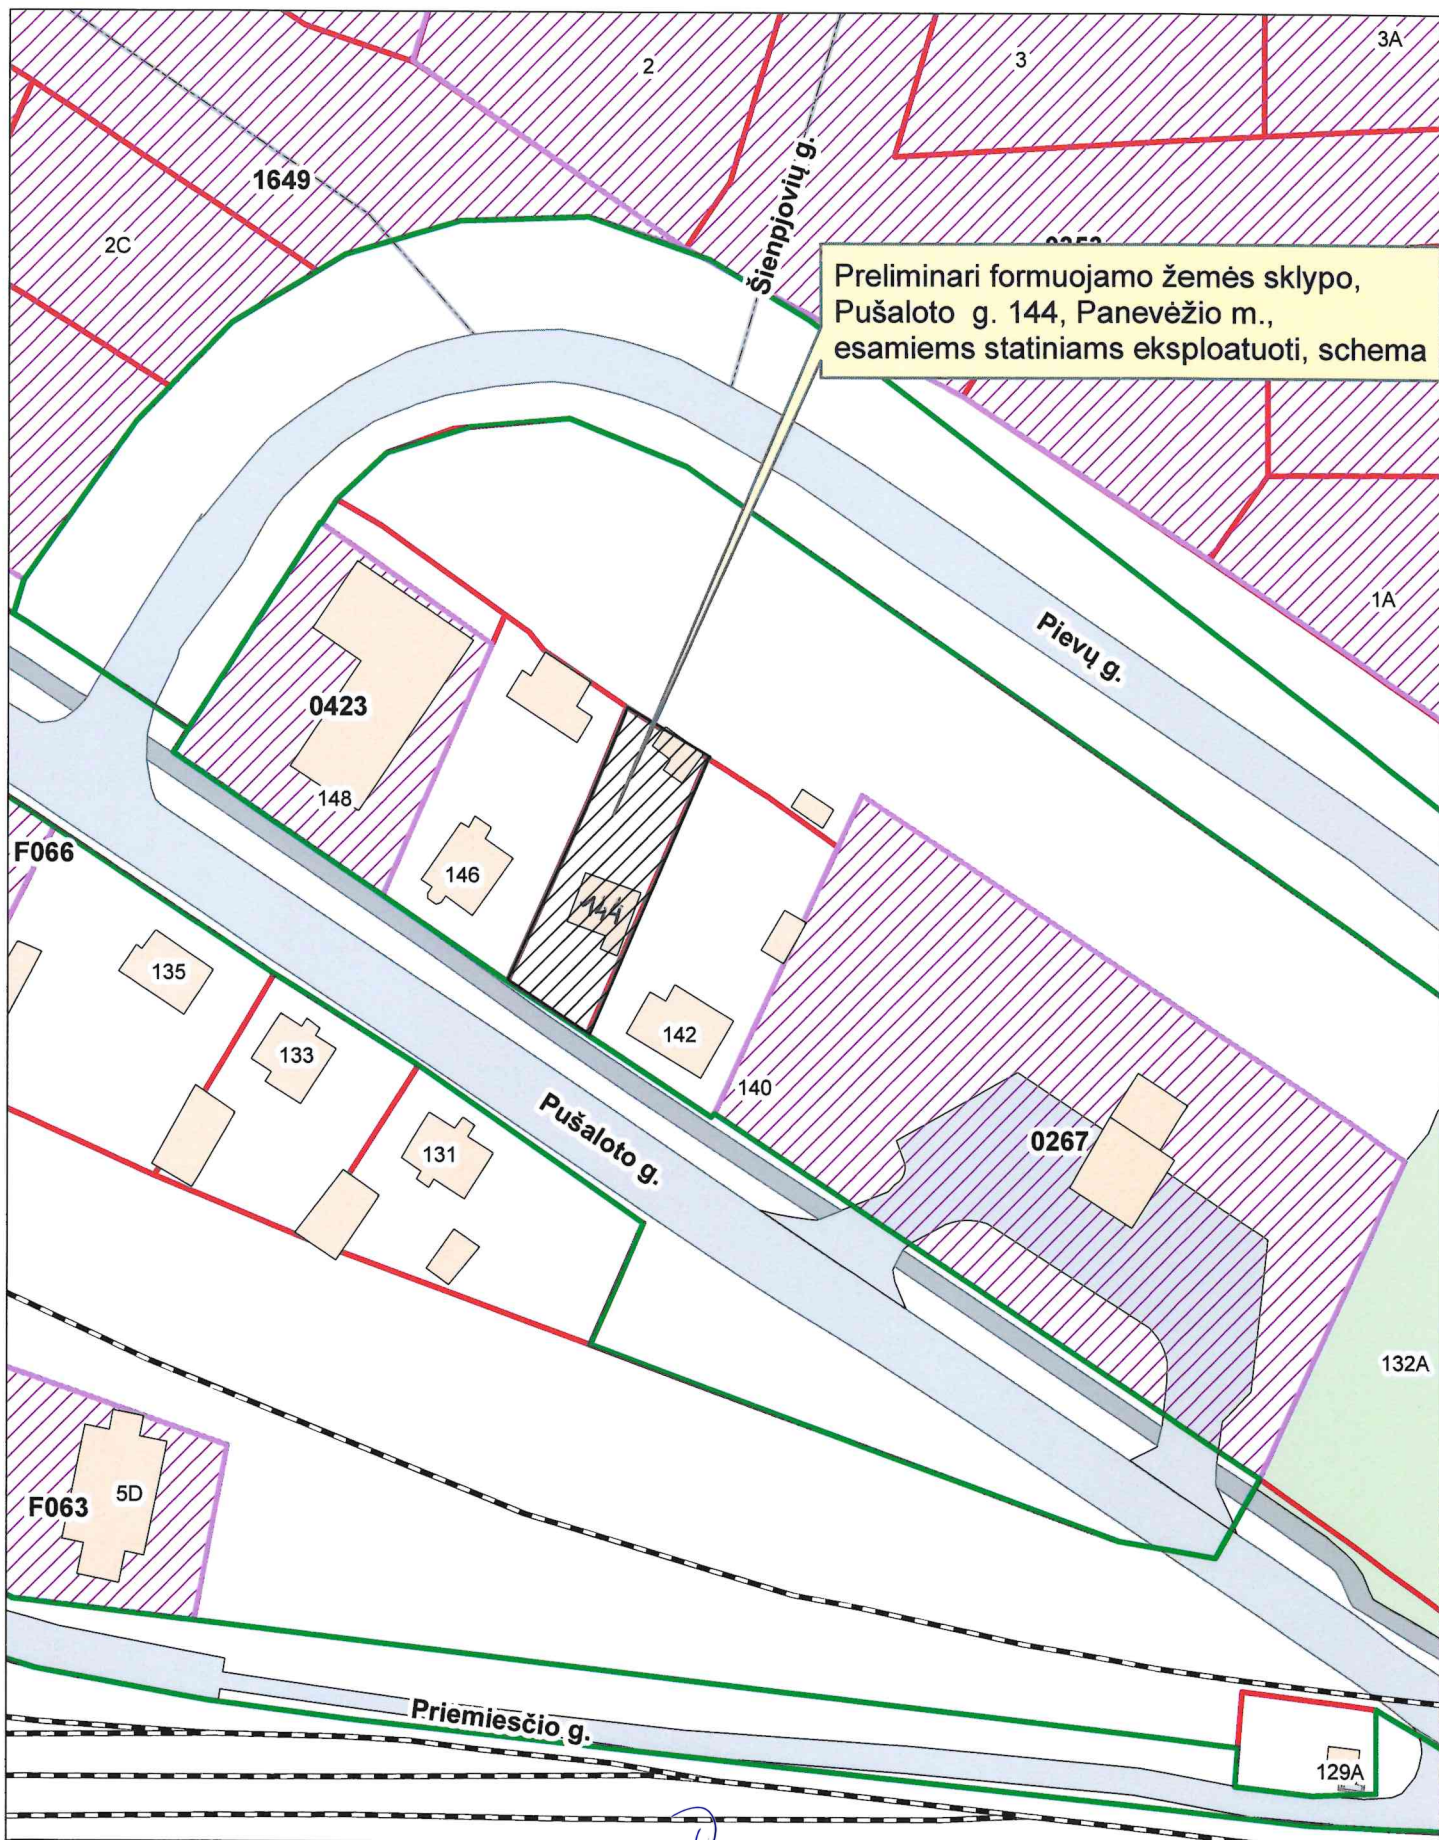 3A
3
2
Šienpjovių g.
1649
2C
Preliminari formuojamo žemės sklypo,
Pušaloto g. 144, Panevėžio m.,
esamiems statiniams eksploatuoti, schema
1A
Pievų g.
0423
148
F066
146
144
135
142
133
140
Pušaloto g.
131
0267
132A
5D
F063
Priemiesčio g.
129A